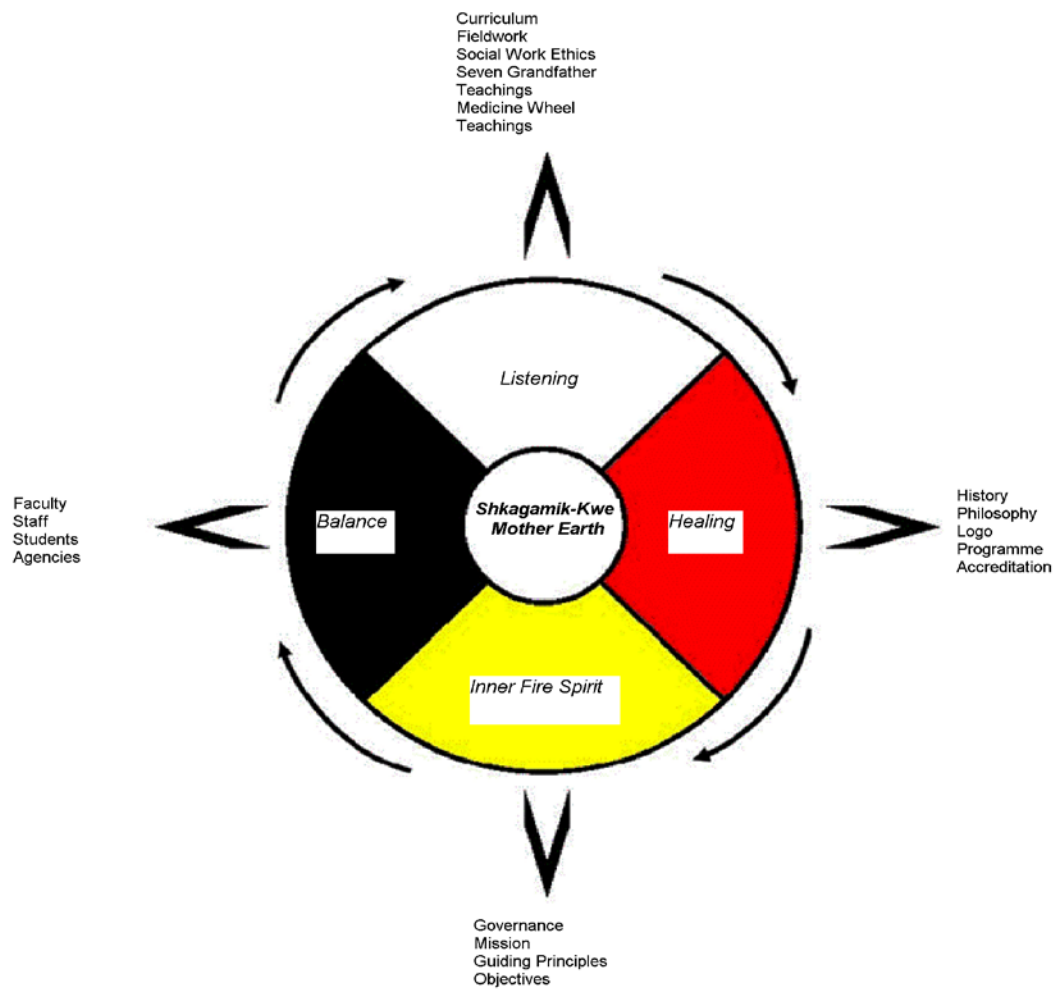 Curriculum
Fieldwork
Social Work Ethics
Seven Grandfather
Teachings
Medicine Wheel
Teachings
Listening
Faculty
Staff
Students
Agencies
Balance
Shkagamik-Kwe
Mother Earth
Healing
History
Philosophy
Logo
Programme
Accreditation
Inner Fire Spirit
Governance
Mission
Guiding Principles
Objectives